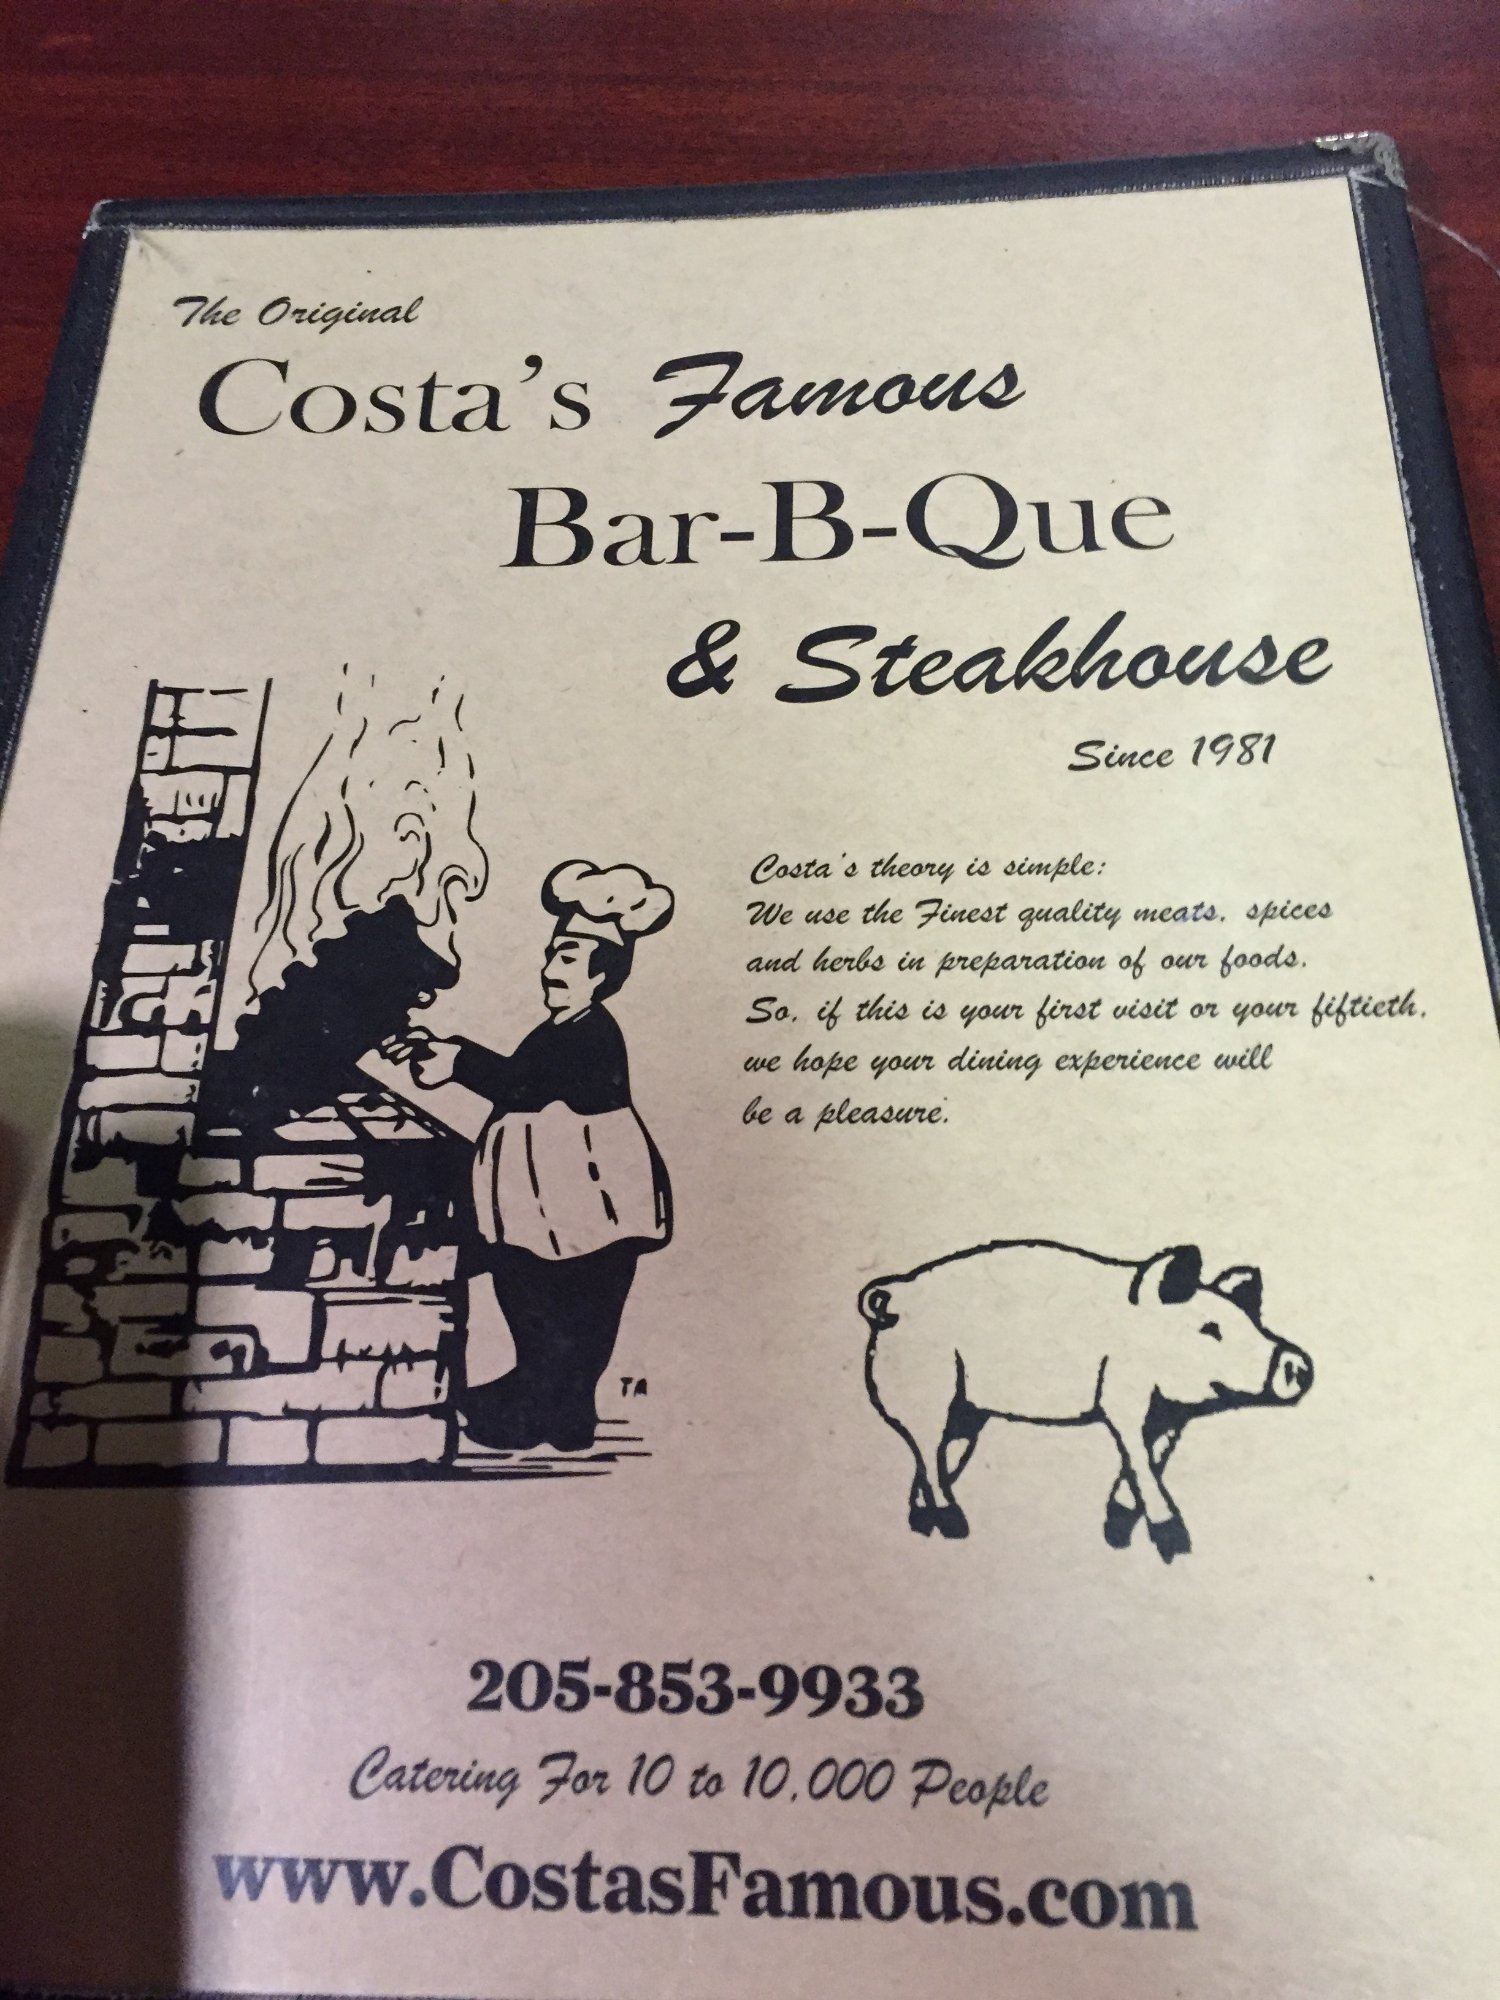 The Original
Costa's Famous
Bar-B-Que
& Steakhouse
Since 1981
Costa's theory is simple:
We use the Finest quality meats, spices
and herbs in preparation of our foods.
So, if this is your first visit or your fiftieth,
we hope your dining experience will
be a pleasure.
TA
205-853-9933
Catering For 10 to 10,000 People
www.CostasFamous.com